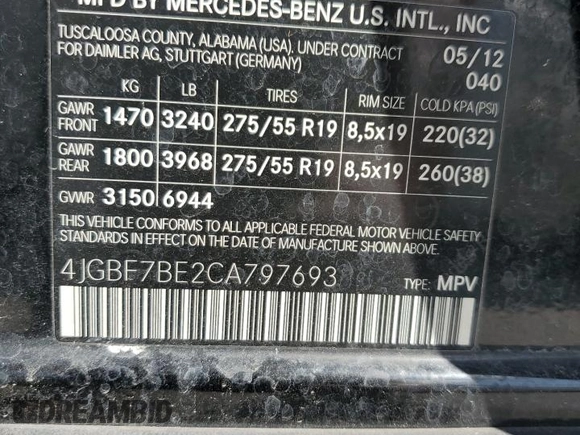 MFD BY MERCEDES-BENZ U.S. INTL., INC
TUSCALOOSA COUNTY, ALABAMA (USA). UNDER CONTRACT
FOR DAIMLER AG, STUTTGART (GERMANY) 05/12
040
KG LB TIRES RIM SIZE COLD KPA(PSI)
GAWR FRONT 1470 3240 275/55 R19 8,5x19 220(32)
GAWR REAR 1800 3968 275/55 R19 8,5x19 260(38)
GVWR 3150 6944
THIS VEHICLE CONFORMS TO ALL APPLICABLE FEDERAL MOTOR VEHICLE SAFETY
IN EFFECT ON THE DATE OF MANUFACTURE SHOWN ABOVE.
4JGBF7BE2CA797693 TYPE: MPV
DREAMBID